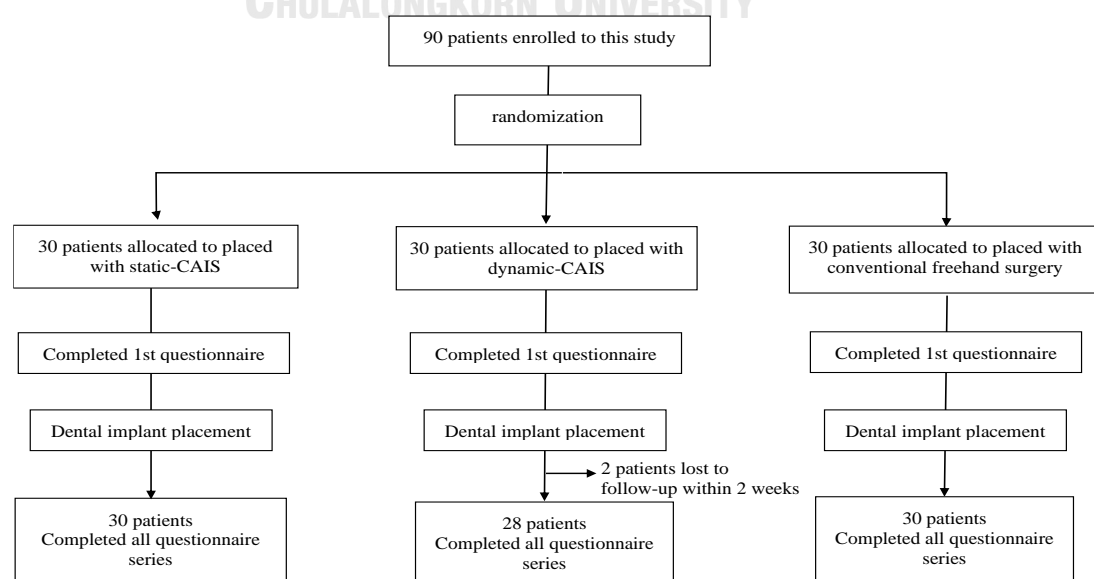 CHULALONGKORN UNIVERSITY
90 patients enrolled to this study
randomization
30 patients allocated to placed
with static-CAIS
30 patients allocated to placed with
dynamic-CAIS
30 patients allocated to placed with
conventional freehand surgery
Completed 1st questionnaire
Completed 1st questionnaire
Completed 1st questionnaire
Dental implant placement
Dental implant placement
Dental implant placement
2 patients lost to
follow-up within 2 weeks
30 patients
Completed all questionnaire
series
28 patients
Completed all questionnaire
series
30 patients
Completed all questionnaire
series